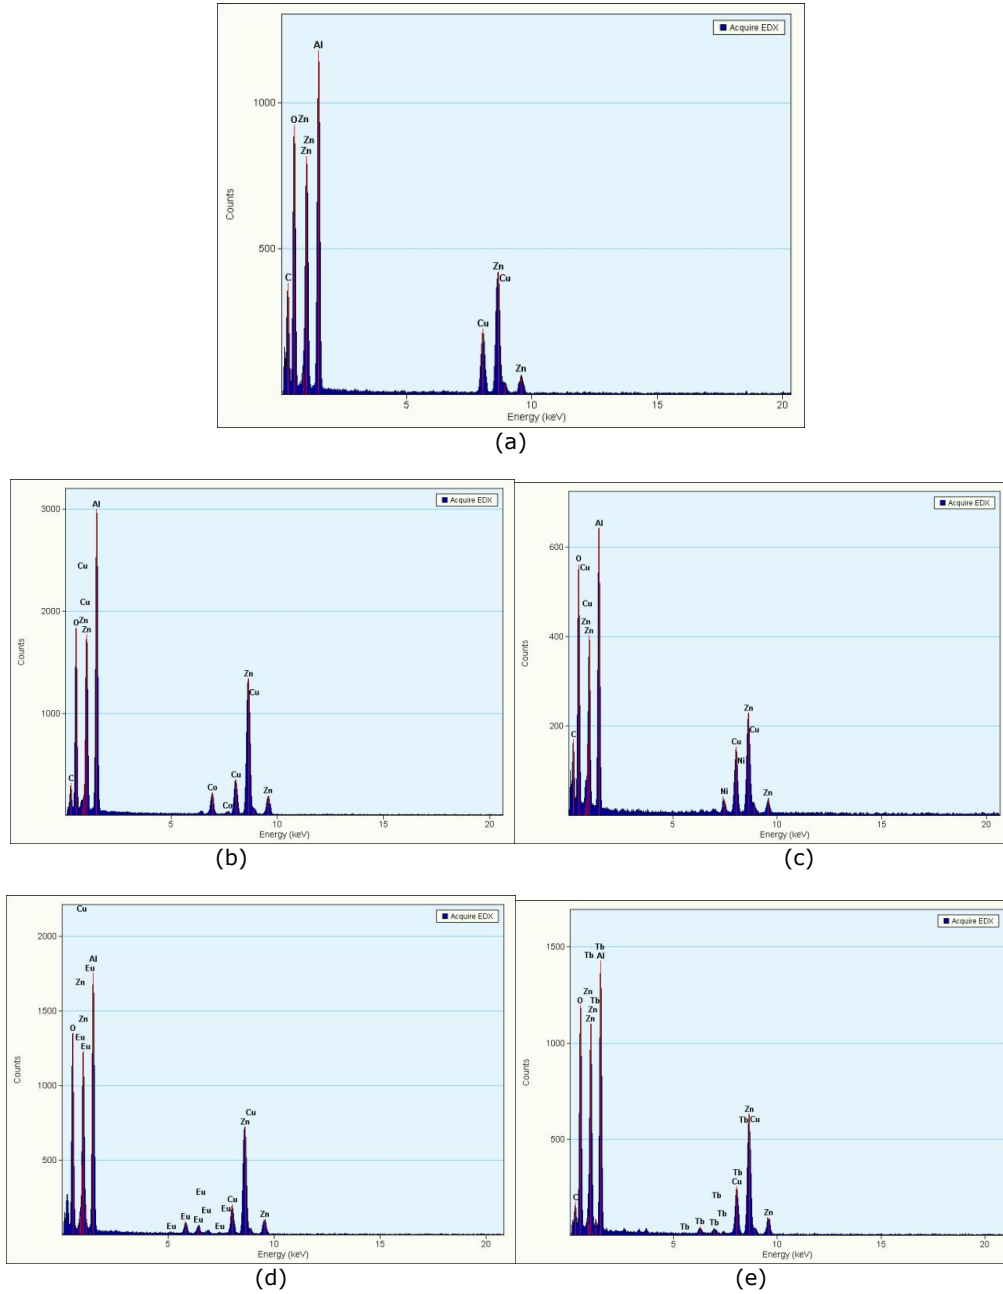 Acquire EDX
Al
1000
O Zn
Zn
Zn
Counts
500
C
Zn
Cu
Cu
Zn
5 10 15 20
Energy (keV)
(a)
Acquire EDX
3000
Al
Cu
2000
Cu
O Zn
Zn
Counts
1000
C
Zn
Cu
Co
Co
Cu
Zn
5 10 15 20
Energy (keV)
(b)
Acquire EDX
600
Al
O
Cu
Cu
Zn
Zn
400
Counts
200
C
Zn
Cu
Cu
Ni
Ni
Zn
5 10 15 20
Energy (keV)
(c)
Acquire EDX
Cu
2000
Al
Eu
Zn
1500
Zn
O
Eu
Eu
1000
Counts
500
Cu
Zn
Eu
Cu
Eu
Eu
Eu
Eu
Eu
Eu
Eu
Zn
5 10 15 20
Energy (keV)
(d)
Acquire EDX
1500
Tb
Tb
Al
Zn
Tb
O
Zn
Zn
1000
Counts
500
C
Zn
Tb Cu
Tb
Cu
Tb
Tb
Tb
Tb
Tb
Zn
5 10 15 20
Energy (keV)
(e)